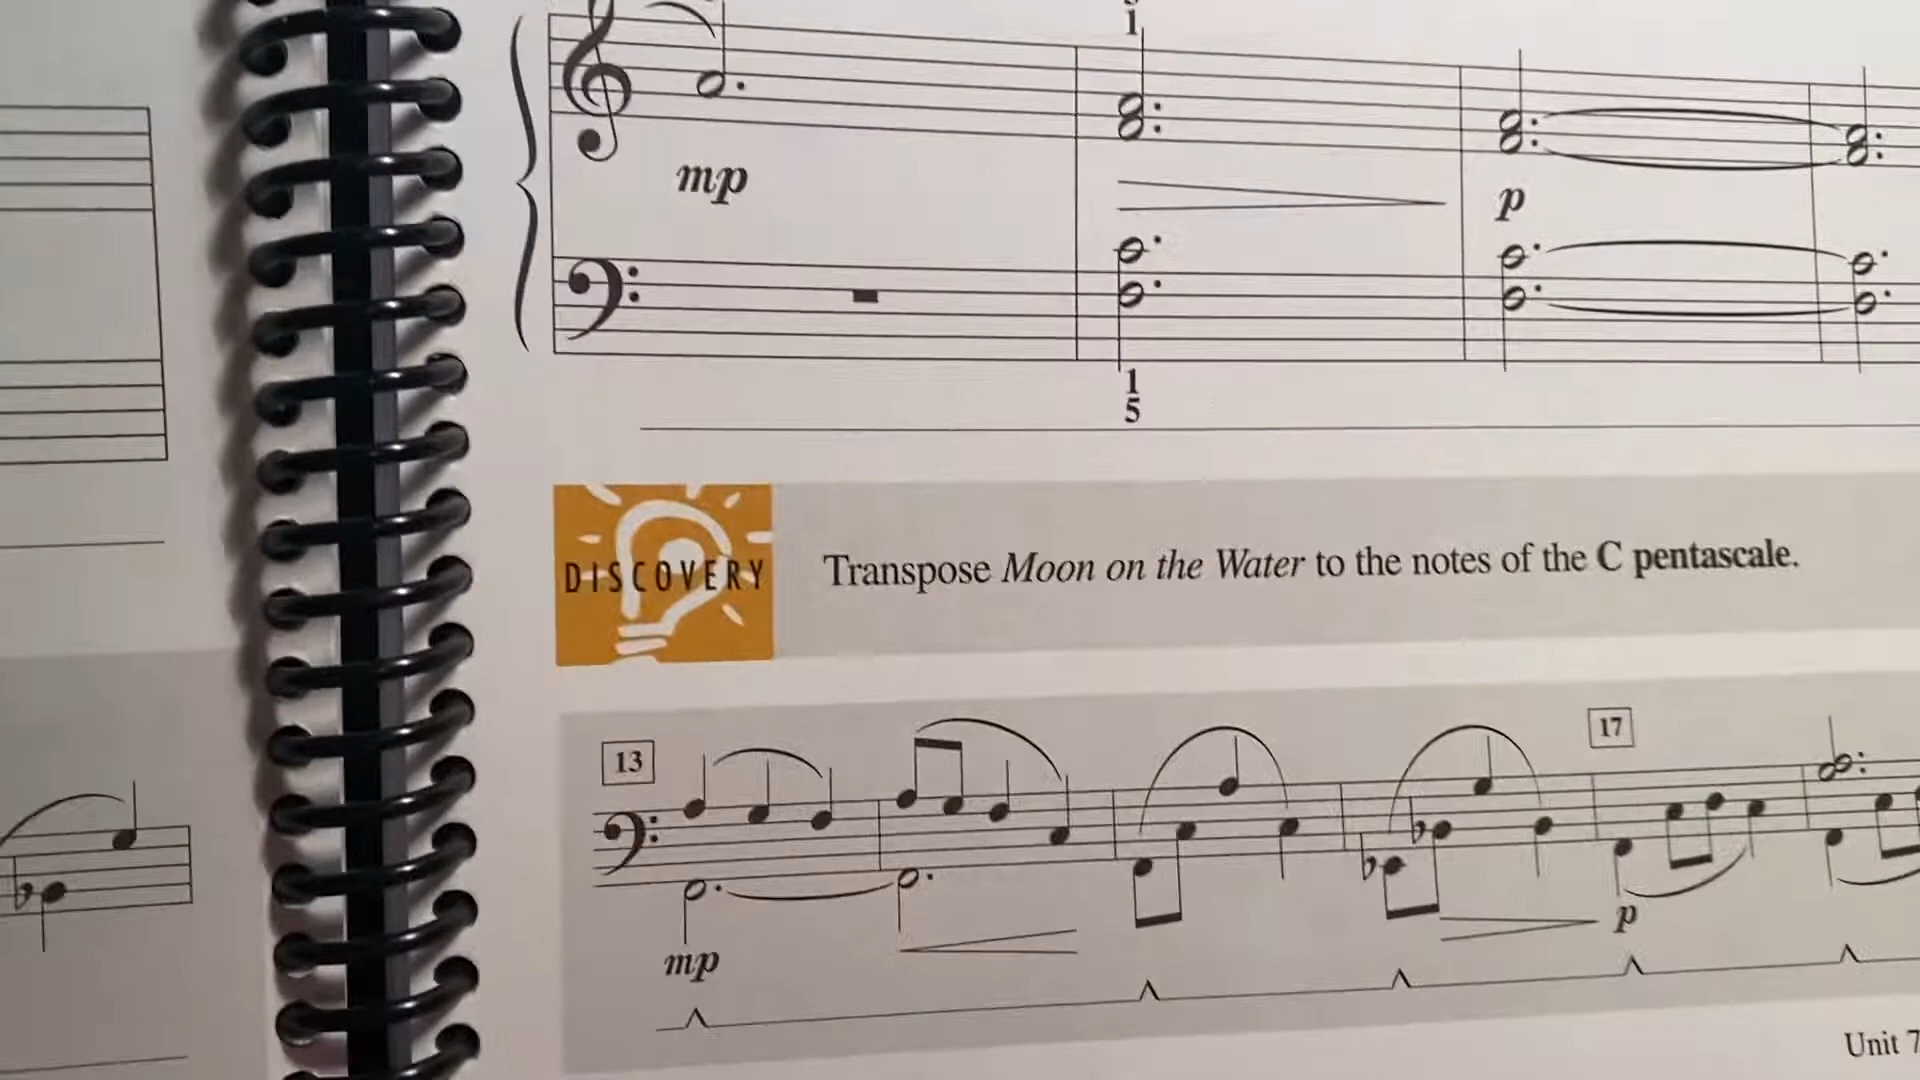 1
mp
p
1
5
DISCOVERY
Transpose Moon on the Water to the notes of the C pentascale.
13
17
mp
p
Unit 7